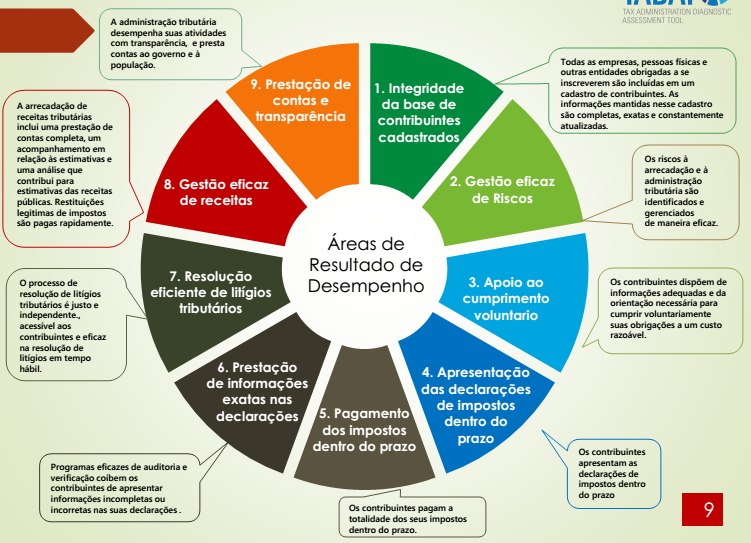 TADAT
TAX ADMINISTRATION DIAGNOSTIC
ASSESSMENT TOOL
A administração tributária
desempenha suas atividades
com transparência, e presta
contas ao governo e à
população.
Todas as empresas, pessoas físicas e
outras entidades obrigadas a se
inscreverem são incluídas em um
cadastro de contribuintes. As
informações mantidas nesse cadastro
são completas, exatas e constantemente
atualizadas.
A arrecadação de
receitas tributárias
inclui uma prestação de
contas completa, um
acompanhamento em
relação às estimativas e
uma análise que
contribui para
estimativas das receitas
públicas. Restituições
legitimas de impostos
são pagas rapidamente.
Os riscos à
arrecadação e à
administração
tributária são
identificados e
gerenciados
de maneira eficaz.
O processo de
resolução de litígios
tributários é justo e
independente.,
acessível aos
contribuintes e eficaz
na resolução de
litígios em tempo
hábil.
Os contribuintes dispõem de
informações adequadas e da
orientação necessária para
cumprir voluntariamente
suas obrigações a um custo
razoável.
Áreas de
Resultado de
Desempenho
1. Integridade
da base de
contribuintes
cadastrados
2. Gestão eficaz
de Riscos
3. Apoio ao
cumprimento
voluntario
4. Apresentação
das declarações
de impostos
dentro do
prazo
5. Pagamento
dos impostos
dentro do prazo
6. Prestação
de informações
exatas nas
declarações
7. Resolução
eficiente de litígios
tributários
8. Gestão eficaz
de receitas
9. Prestação de
contas e
transparência
Programas eficazes de auditoria e
verificação coíbem os
contribuintes de apresentar
informações incompletas ou
incorretas nas suas declarações .
Os contribuintes pagam a
totalidade dos seus impostos
dentro do prazo.
Os contribuintes
apresentam as
declarações de
impostos dentro
do prazo
9